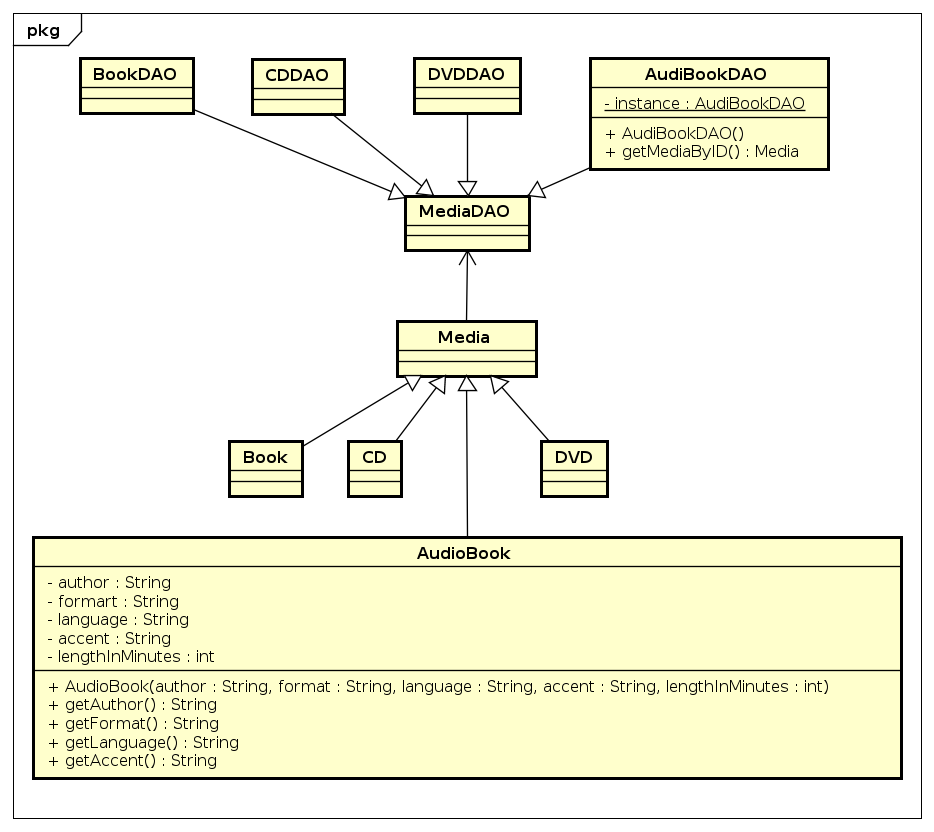 pkg
BookDAO
CDDAO
DVDDAO
AudiBookDAO
- instance : AudiBookDAO
+ AudiBookDAO()
+ getMediaByID() : Media
MediaDAO
Media
Book
CD
DVD
AudioBook
- author : String
- formart : String
- language : String
- accent : String
- lengthInMinutes : int
+ AudioBook(author : String, format : String, language : String, accent : String, lengthInMinutes : int)
+ getAuthor() : String
+ getFormat() : String
+ getLanguage() : String
+ getAccent() : String